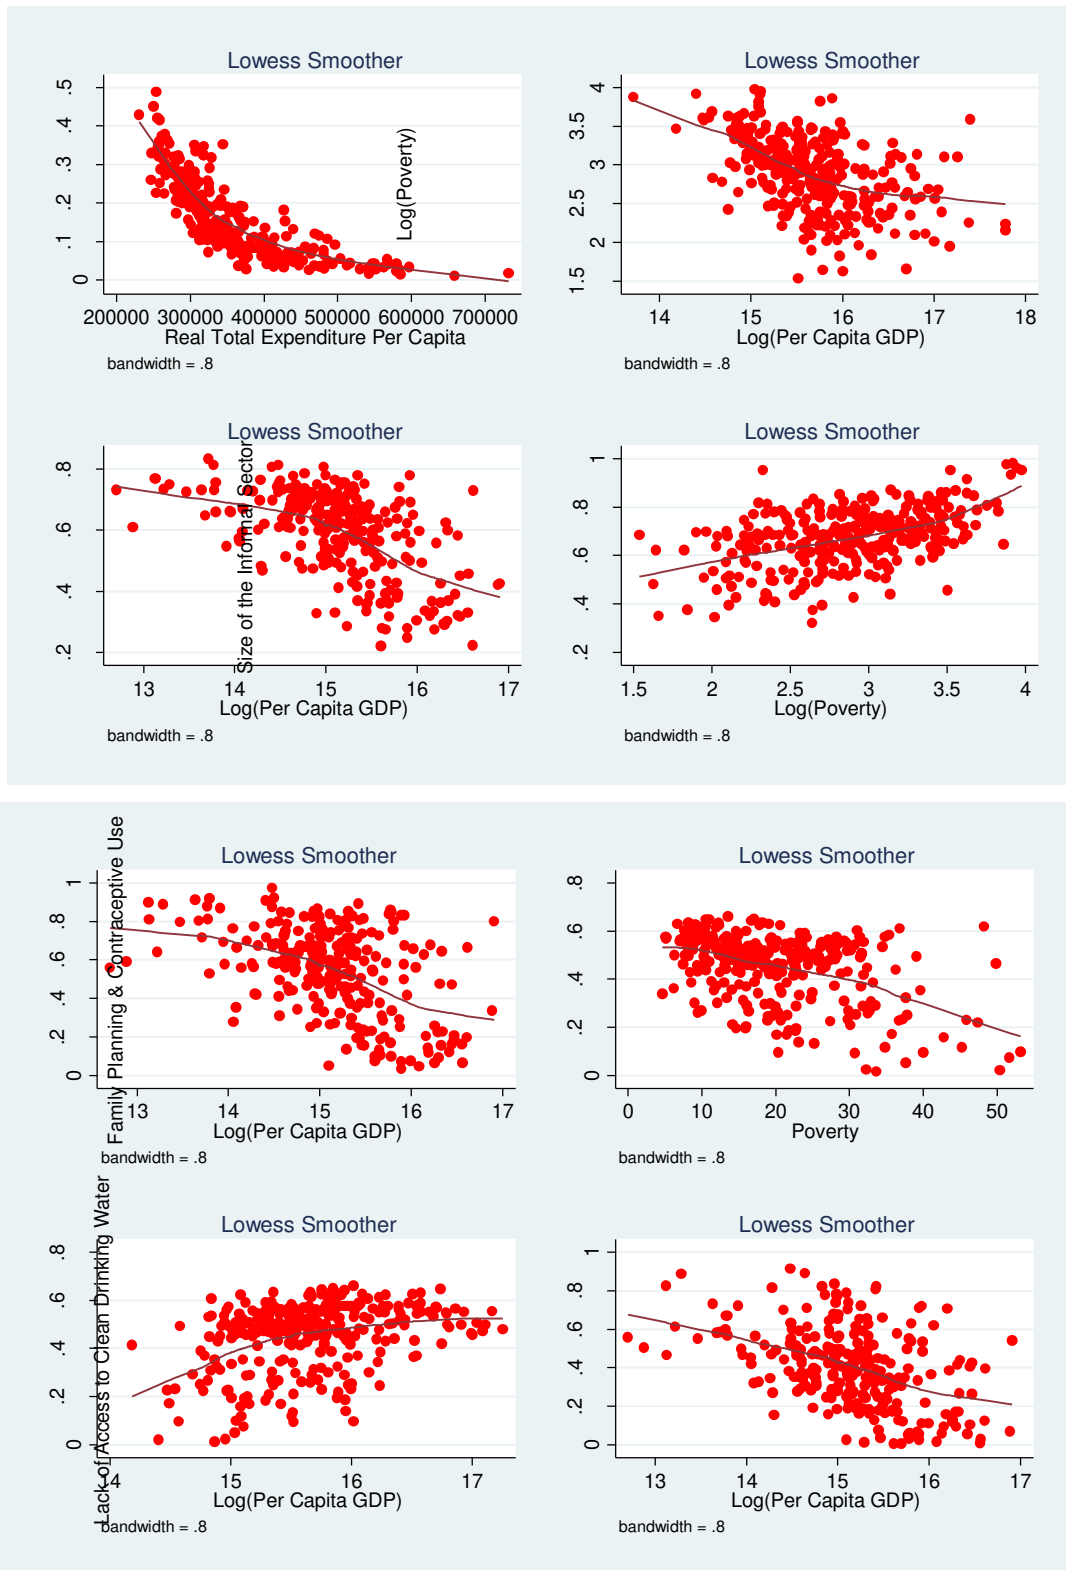 Lowess Smoother
.5
.4
.3
.2
.1
0
200000 300000 400000 500000 600000 700000
Real Total Expenditure Per Capita
bandwidth = .8
Lowess Smoother
Log(Poverty)
4
3.5
3
2.5
2
1.5
14 15 16 17 18
Log(Per Capita GDP)
bandwidth = .8
Lowess Smoother
.8
.6
.4
.2
13 14 15 16 17
Log(Per Capita GDP)
bandwidth = .8
Lowess Smoother
Size of the Informal Sector
1
.8
.6
.4
.2
1.5 2 2.5 3 3.5 4
Log(Poverty)
bandwidth = .8
Lowess Smoother
Family Planning & Contraceptive Use
1
.8
.6
.4
.2
0
13 14 15 16 17
Log(Per Capita GDP)
bandwidth = .8
Lowess Smoother
.8
.6
.4
.2
0
0 10 20 30 40 50
Poverty
bandwidth = .8
Lowess Smoother
Lack of Access to Clean Drinking Water
.8
.6
.4
.2
0
14 15 16 17
Log(Per Capita GDP)
bandwidth = .8
Lowess Smoother
1
.8
.6
.4
.2
0
13 14 15 16 17
Log(Per Capita GDP)
bandwidth = .8